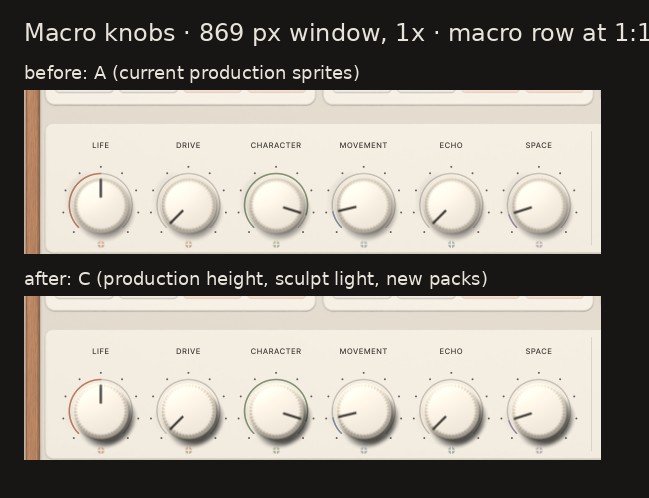 Macro knobs · 869 px window, 1x · macro row at 1:1
before: A (current production sprites)
LIFE DRIVE CHARACTER MOVEMENT ECHO SPACE
after: C (production height, sculpt light, new packs)
LIFE DRIVE CHARACTER MOVEMENT ECHO SPACE